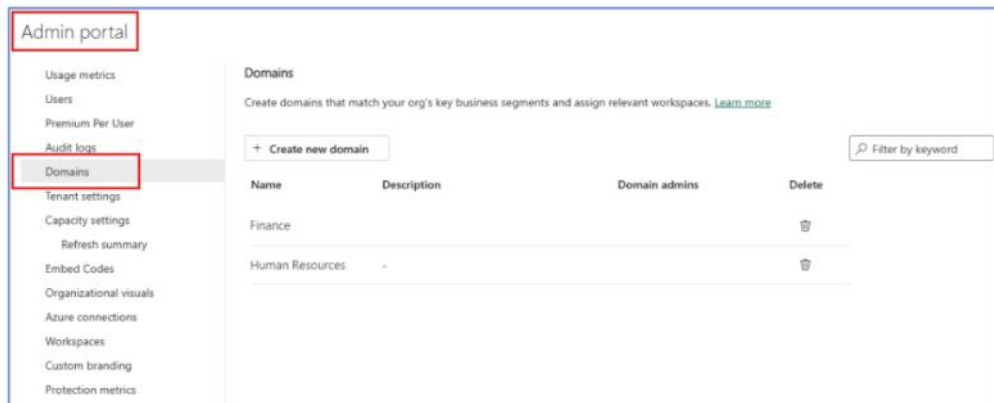 Admin portal
Usage metrics
Users
Premium Per User
Audit logs
Domains
Tenant settings
Capacity settings
Refresh summary
Embed Codes
Organizational visuals
Azure connections
Workspaces
Custom branding
Protection metrics
Domains
Create domains that match your org's key business segments and assign relevant workspaces. Learn more
+ Create new domain
Filter by keyword
Name Description Domain admins Delete
Finance
Human Resources -